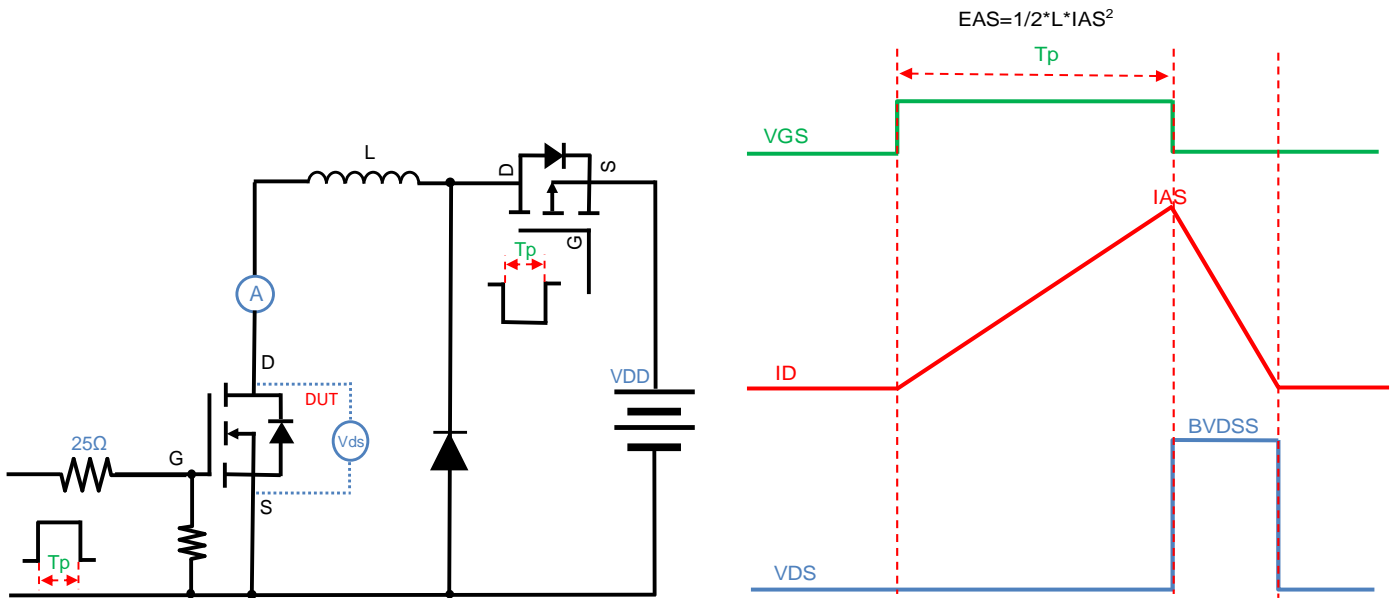 EAS=1/2*L*IAS²
Tp
VGS
L
D
S
G
Tp
IAS
A
D
VDD
ID
DUT
Vds
BVDSS
25Ω
G
S
Tp
VDS